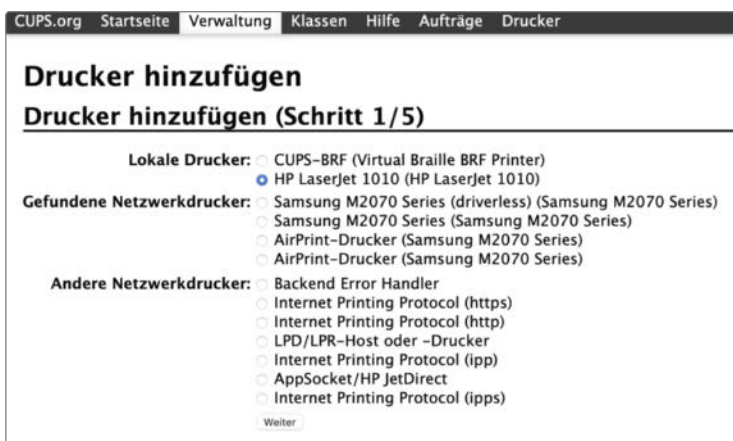 CUPS.org Startseite Verwaltung Klassen Hilfe Aufträge Drucker
Drucker hinzufügen
Drucker hinzufügen (Schritt 1/5)
Lokale Drucker: CUPS-BRF (Virtual Braille BRF Printer)
HP LaserJet 1010 (HP LaserJet 1010)
Gefundene Netzwerkdrucker: Samsung M2070 Series (driverless) (Samsung M2070 Series)
Samsung M2070 Series (Samsung M2070 Series)
AirPrint-Drucker (Samsung M2070 Series)
AirPrint-Drucker (Samsung M2070 Series)
Andere Netzwerkdrucker: Backend Error Handler
Internet Printing Protocol (https)
Internet Printing Protocol (http)
LPD/LPR-Host oder -Drucker
Internet Printing Protocol (ipp)
AppSocket/HP JetDirect
Internet Printing Protocol (ipps)
Weiter